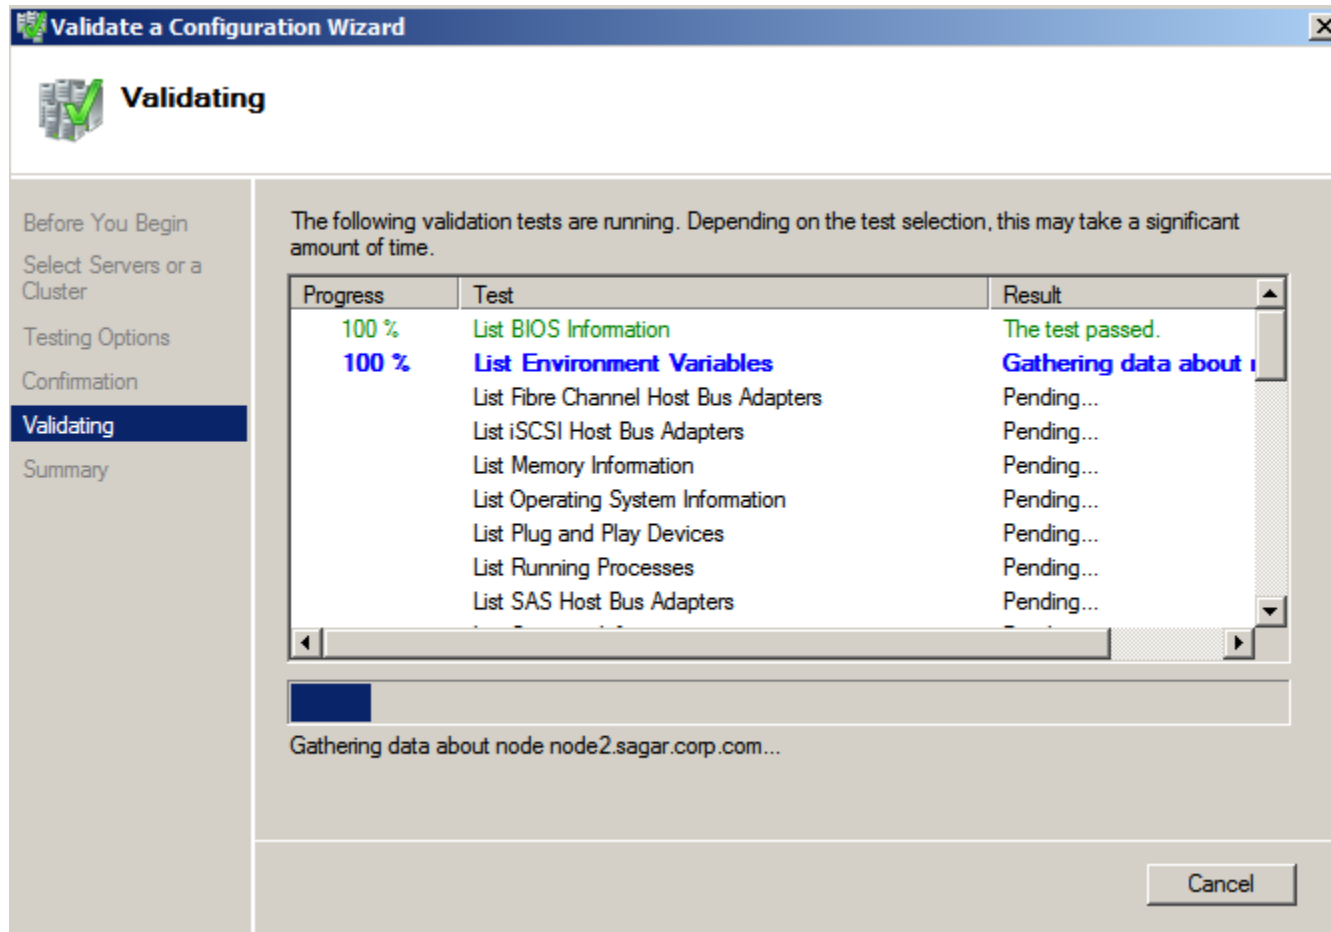 Validate a Configuration Wizard
Validating
Before You Begin
Select Servers or a
Cluster
Testing Options
Confirmation
Validating
Summary
The following validation tests are running. Depending on the test selection, this may take a significant
amount of time.
Progress Test Result
100 % List BIOS Information The test passed.
100 % List Environment Variables Gathering data about
List Fibre Channel Host Bus Adapters Pending...
List iSCSI Host Bus Adapters Pending...
List Memory Information Pending...
List Operating System Information Pending...
List Plug and Play Devices Pending...
List Running Processes Pending...
List SAS Host Bus Adapters Pending...
Gathering data about node node2.sagar.corp.com...
Cancel